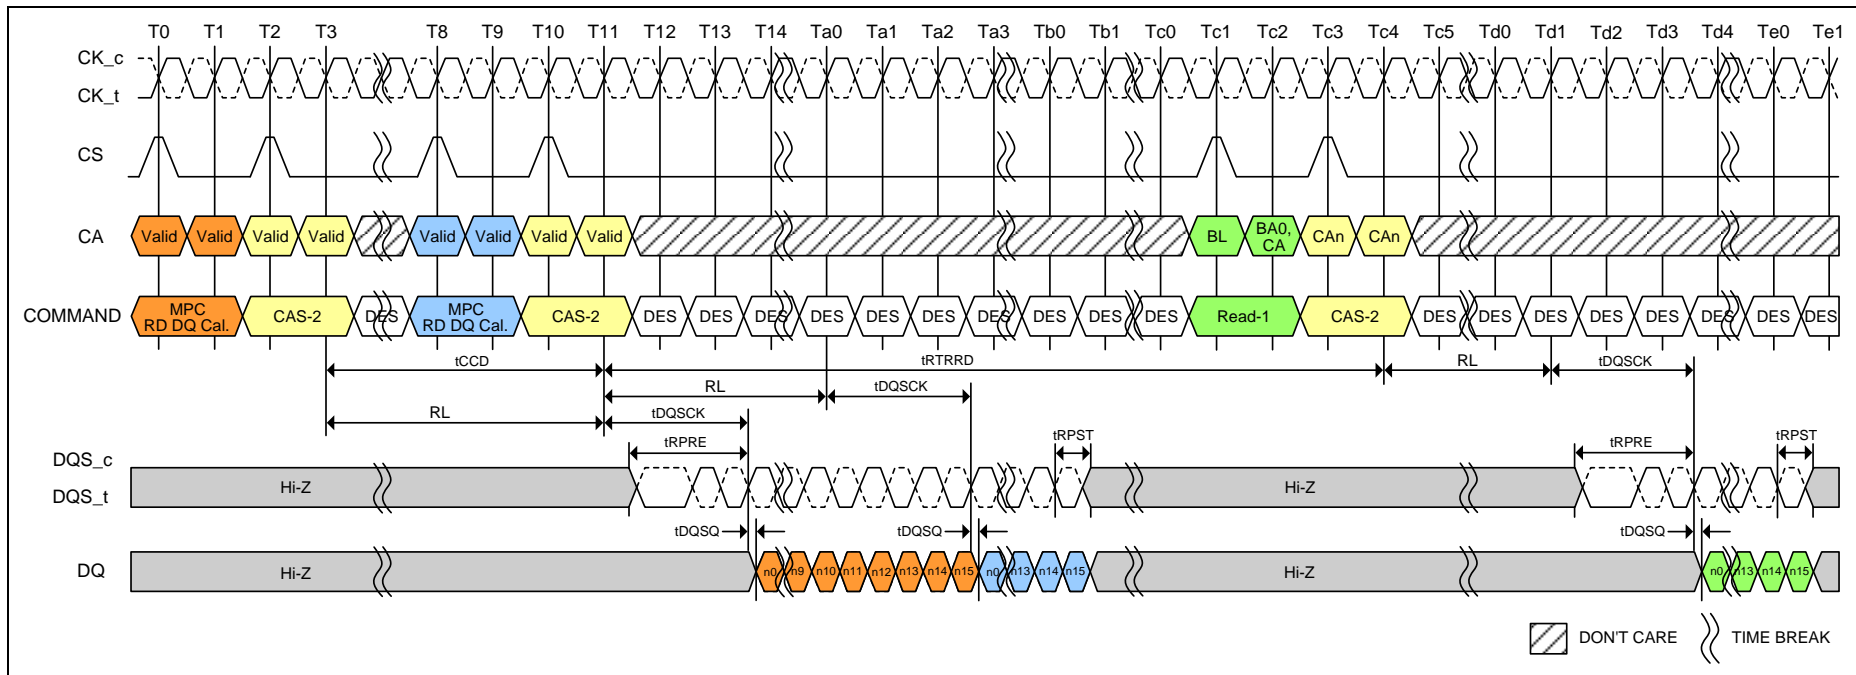 T0 T1 T2 T3 T8 T9 T10 T11 T12 T13 T14 Ta0 Ta1 Ta2 Ta3 Tb0 Tb1 Tc0 Tc1 Tc2 Tc3 Tc4 Tc5 Td0 Td1 Td2 Td3 Td4 Te0 Te1
CK_c
CK_t
CS
CA Valid Valid Valid Valid Valid Valid Valid Valid BL BA0, CA CAn CAn
COMMAND MPC RD DQ Cal. CAS-2 DES MPC RD DQ Cal. CAS-2 DES DES DES DES DES DES DES DES DES DES Read-1 CAS-2 DES DES DES DES DES DES DES DES
tCCD tRTRRD RL tDQSCK
RL tDQSCK
RL tDQSCK
tRPRE tRPST tRPRE tRPST
DQS_c
DQS_t Hi-Z Hi-Z
tDQSQ tDQSQ tDQSQ
DQ Hi-Z n0 n9 n10 n11 n12 n13 n14 n15 n0 n13 n14 n15 Hi-Z n0 n13 n14 n15
DON'T CARE TIME BREAK